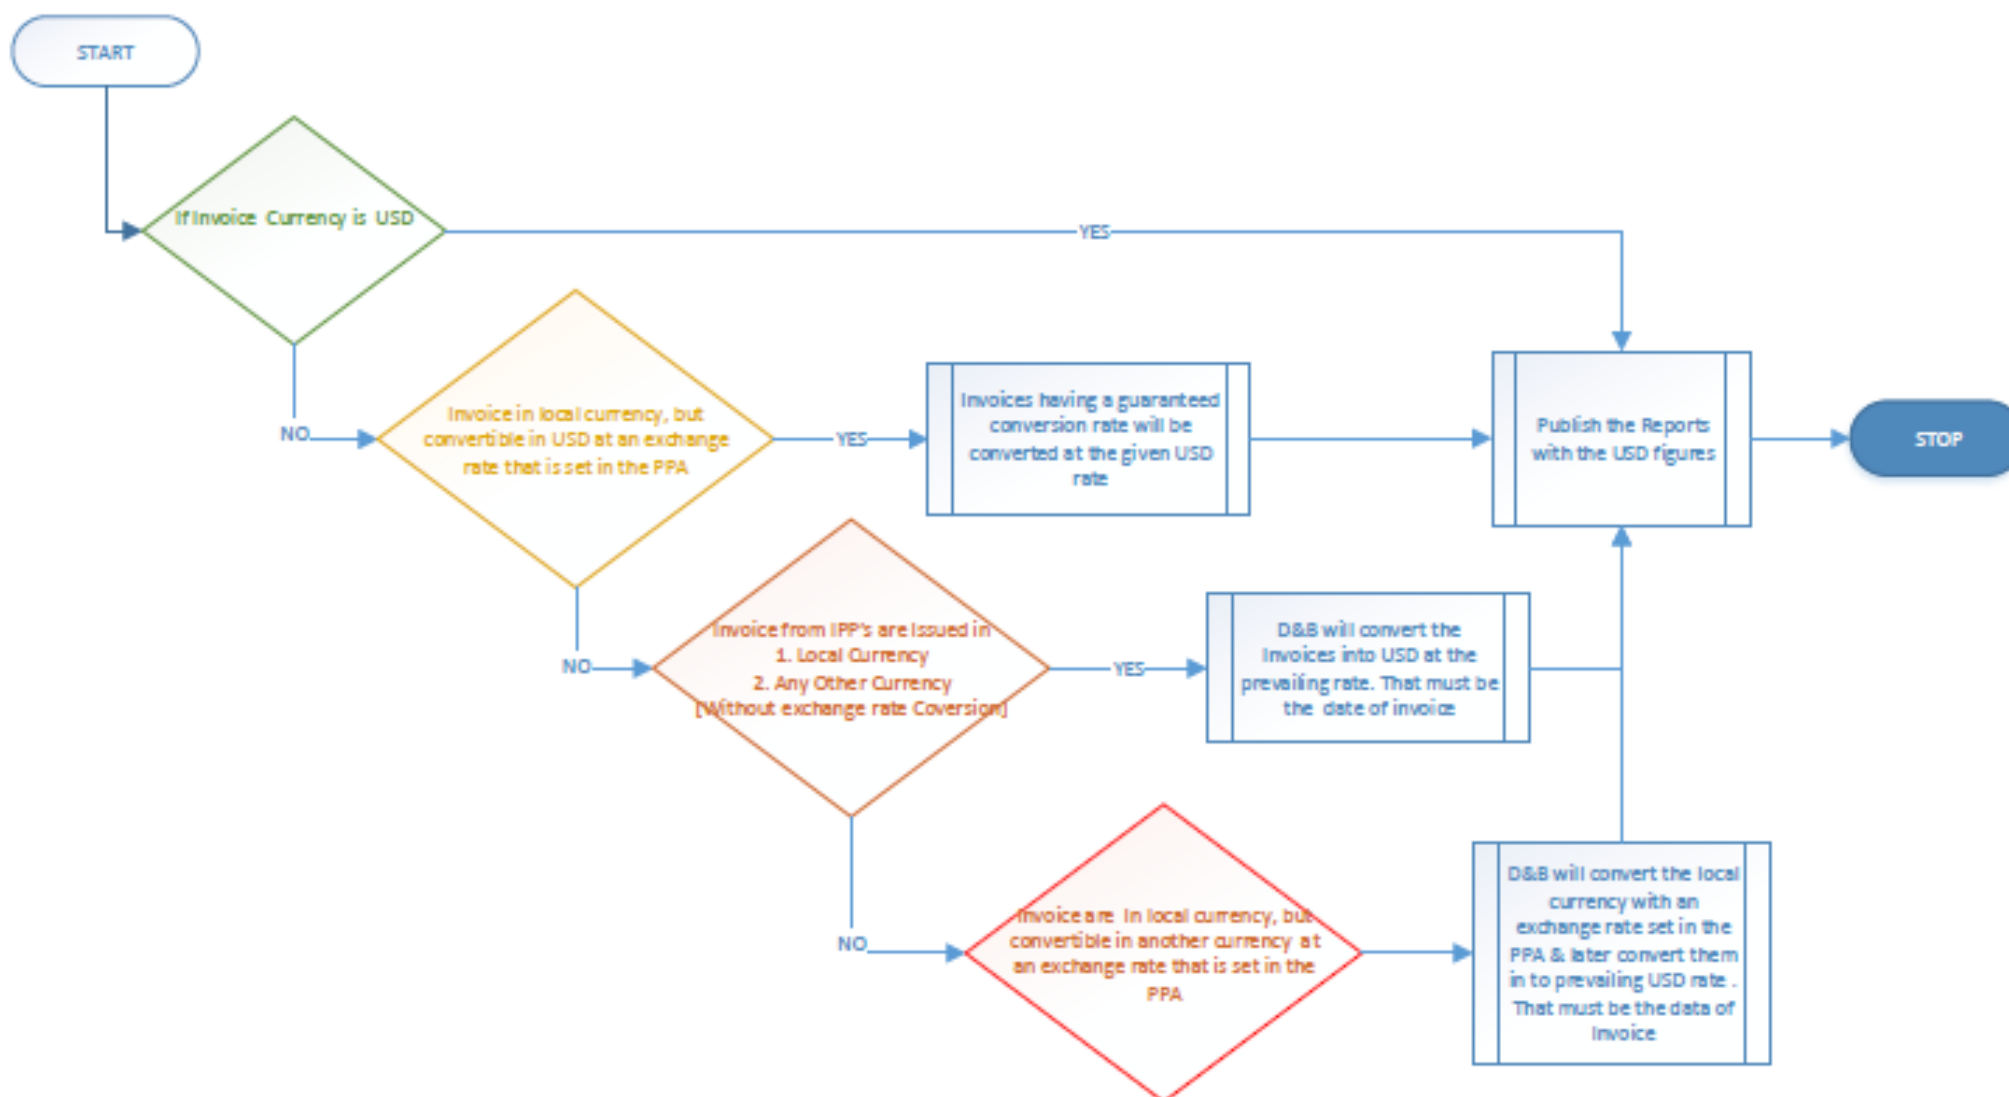 START
If Invoice Currency is USD
YES
NO
Invoice in local currency, but
convertible in USD at an exchange
rate that is set in the PPA
YES
Invoices having a guaranteed
conversion rate will be
converted at the given USD
rate
Publish the Reports
with the USD figures
STOP
NO
Invoice from IPP's are Issued in
1. Local Currency
2. Any Other Currency
[Without exchange rate Coversion]
YES
D&B will convert the
Invoices into USD at the
prevailing rate. That must be
the date of invoice
NO
Invoice are In local currency, but
convertible in another currency at
an exchange rate that is set in the
PPA
D&B will convert the local
currency with an
exchange rate set in the
PPA & later convert them
in to prevailing USD rate .
That must be the data of
Invoice